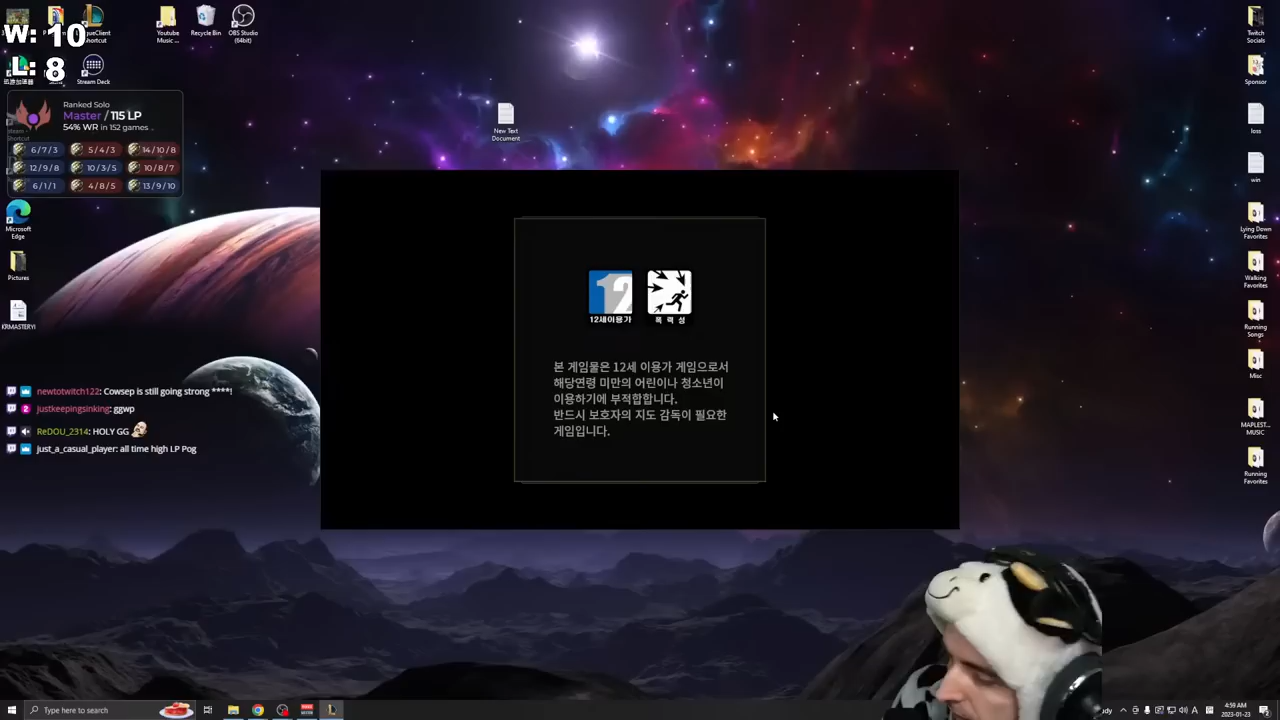 W: 10
L: 8
Youtube Music ...
Recycle Bin
OBS Studio (64bit)
Stream Deck
Ranked Solo
Master / 115 LP
54% WR in 152 games
6/7/3 5/4/3 14/10/8
12/9/8 10/3/5 10/8/7
6/1/1 4/8/5 13/9/10
Microsoft Edge
Pictures
KRMASTERYi
New Text Document
newtotwitch122: Cowsep is still going strong ****!
justkeepingsinking: ggwp
ReDOU_2314: HOLY GG
just_a_casual_player: all time high LP Pog
12
12세이용가
폭력성
본 게임물은 12세 이용가 게임으로서
해당연령 미만의 어린이나 청소년이
이용하기에 부적합합니다.
반드시 보호자의 지도 감독이 필요한
게임입니다.
Twitch Socials
Sponsor
loss
win
Lying Down Favorites
Walking Favorites
Running Songs
Misc
MAPLEST... MUSIC
Running Favorites
Type here to search
4:59 AM
2023-01-23